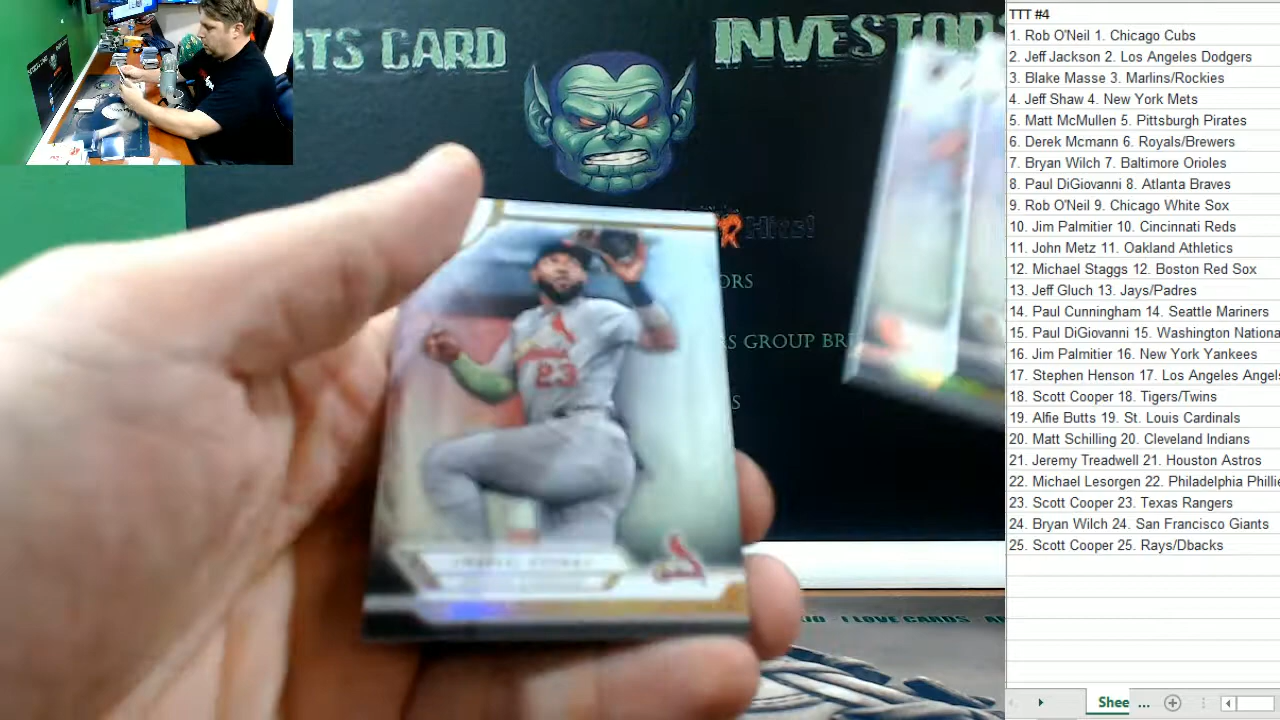 RTS CARD
INVESTORS
R Hits!
ORS
RS GROUP BR
S
23
I LOVE CARDS
TTT #4
1. Rob O'Neil 1. Chicago Cubs
2. Jeff Jackson 2. Los Angeles Dodgers
3. Blake Masse 3. Marlins/Rockies
4. Jeff Shaw 4. New York Mets
5. Matt McMullen 5. Pittsburgh Pirates
6. Derek Mcmann 6. Royals/Brewers
7. Bryan Wilch 7. Baltimore Orioles
8. Paul DiGiovanni 8. Atlanta Braves
9. Rob O'Neil 9. Chicago White Sox
10. Jim Palmitier 10. Cincinnati Reds
11. John Metz 11. Oakland Athletics
12. Michael Staggs 12. Boston Red Sox
13. Jeff Gluch 13. Jays/Padres
14. Paul Cunningham 14. Seattle Mariners
15. Paul DiGiovanni 15. Washington Nationa
16. Jim Palmitier 16. New York Yankees
17. Stephen Henson 17. Los Angeles Angels
18. Scott Cooper 18. Tigers/Twins
19. Alfie Butts 19. St. Louis Cardinals
20. Matt Schilling 20. Cleveland Indians
21. Jeremy Treadwell 21. Houston Astros
22. Michael Lesorgen 22. Philadelphia Phillie
23. Scott Cooper 23. Texas Rangers
24. Bryan Wilch 24. San Francisco Giants
25. Scott Cooper 25. Rays/Dbacks
Shee ...